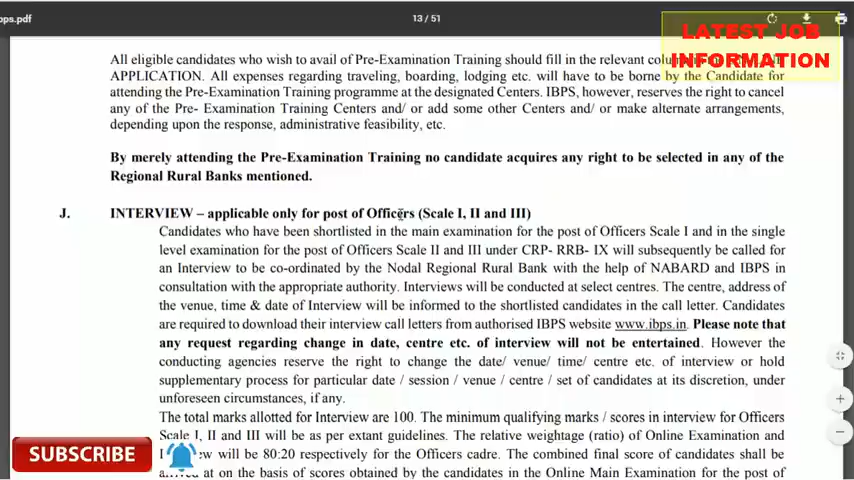 bps.pdf
13 / 51
LATEST JOB
INFORMATION
All eligible candidates who wish to avail of Pre-Examination Training should fill in the relevant
APPLICATION. All expenses regarding traveling, boarding, lodging etc. will have to be borne by the Candidate for
attending the Pre-Examination Training programme at the designated Centers. IBPS, however, reserves the right to cancel
any of the Pre- Examination Training Centers and/ or add some other Centers and/ or make alternate arrangements,
depending upon the response, administrative feasibility, etc.
By merely attending the Pre-Examination Training no candidate acquires any right to be selected in any of the
Regional Rural Banks mentioned.
J. INTERVIEW – applicable only for post of Officers (Scale I, II and III)
Candidates who have been shortlisted in the main examination for the post of Officers Scale I and in the single
level examination for the post of Officers Scale II and III under CRP- RRB- IX will subsequently be called for
an Interview to be co-ordinated by the Nodal Regional Rural Bank with the help of NABARD and IBPS in
consultation with the appropriate authority. Interviews will be conducted at select centres. The centre, address of
the venue, time & date of Interview will be informed to the shortlisted candidates in the call letter. Candidates
are required to download their interview call letters from authorised IBPS website www.ibps.in. Please note that
any request regarding change in date, centre etc. of interview will not be entertained. However the
conducting agencies reserve the right to change the date/ venue/ time/ centre etc. of interview or hold
supplementary process for particular date / session / venue / centre / set of candidates at its discretion, under
unforeseen circumstances, if any.
The total marks allotted for Interview are 100. The minimum qualifying marks / scores in interview for Officers
Scale I, II and III will be as per extant guidelines. The relative weightage (ratio) of Online Examination and
will be 80:20 respectively for the Officers cadre. The combined final score of candidates shall be
at on the basis of scores obtained by the candidates in the Online Main Examination for the post of
SUBSCRIBE